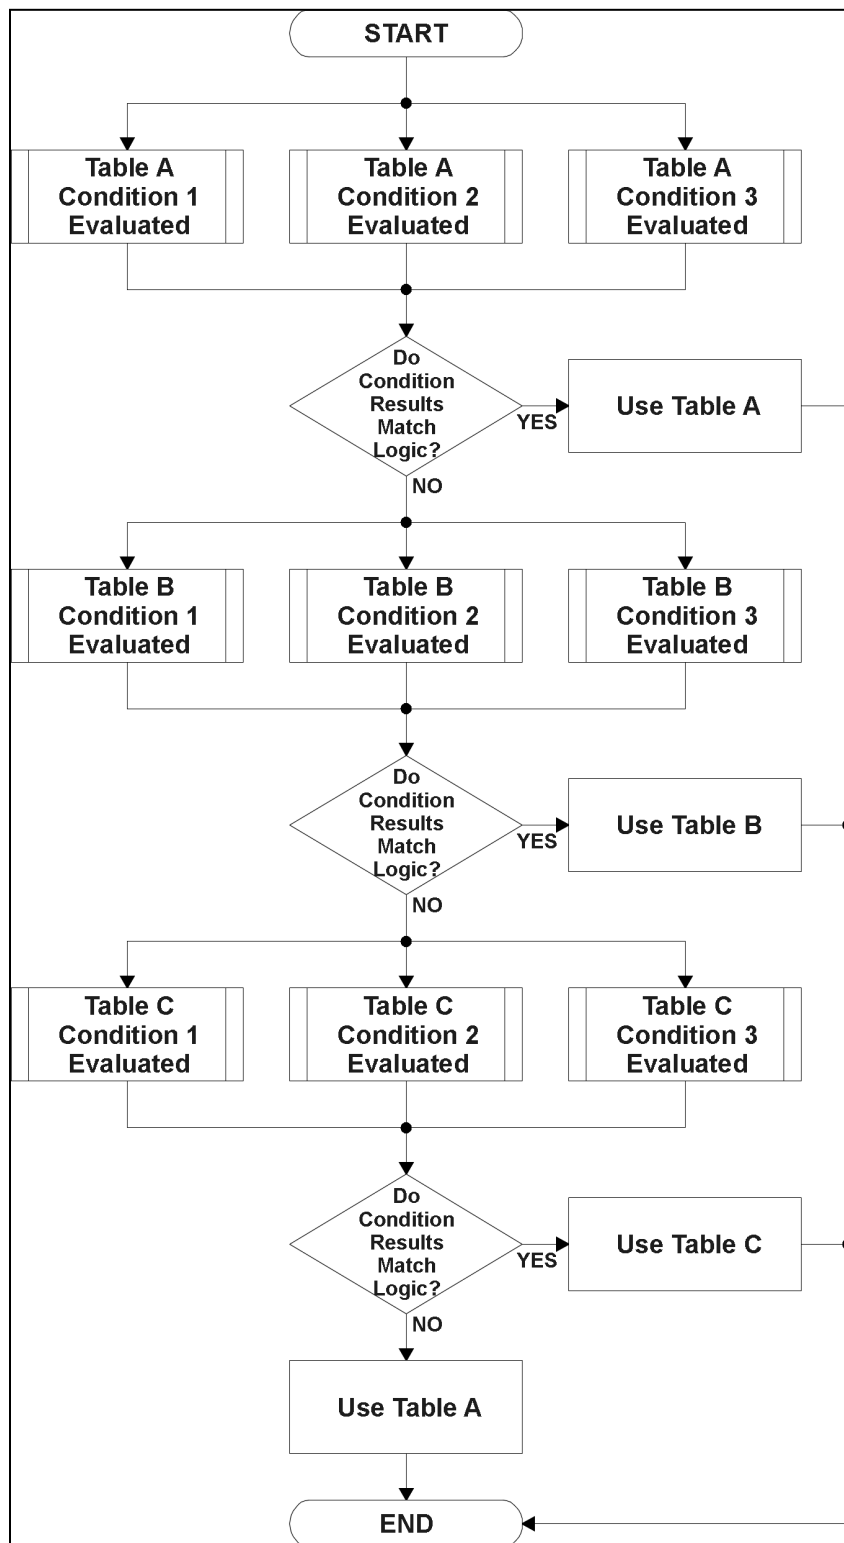 START
Table A
Condition 1
Evaluated
Table A
Condition 2
Evaluated
Table A
Condition 3
Evaluated
Do
Condition
Results
Match
Logic?
YES
Use Table A
NO
Table B
Condition 1
Evaluated
Table B
Condition 2
Evaluated
Table B
Condition 3
Evaluated
Do
Condition
Results
Match
Logic?
YES
Use Table B
NO
Table C
Condition 1
Evaluated
Table C
Condition 2
Evaluated
Table C
Condition 3
Evaluated
Do
Condition
Results
Match
Logic?
YES
Use Table C
NO
Use Table A
END